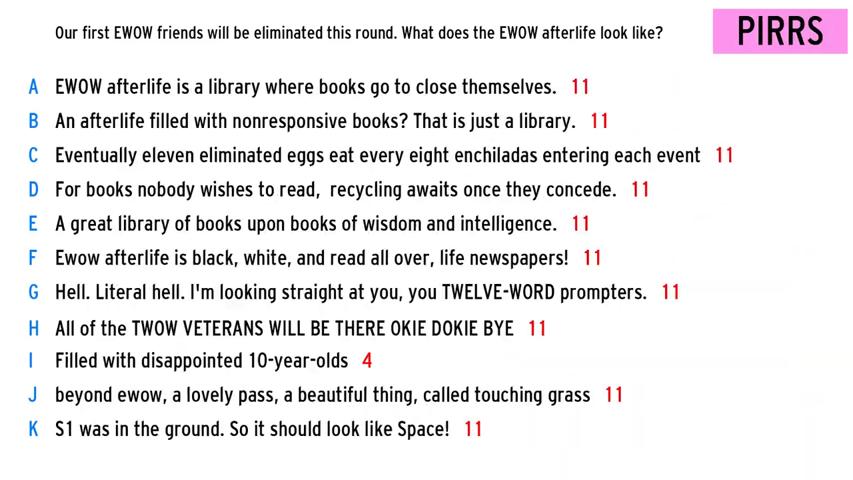 Our first EWOW friends will be eliminated this round. What does the EWOW afterlife look like?
PIRRS
A EWOW afterlife is a library where books go to close themselves. 11
B An afterlife filled with nonresponsive books? That is just a library. 11
C Eventually eleven eliminated eggs eat every eight enchiladas entering each event 11
D For books nobody wishes to read, recycling awaits once they concede. 11
E A great library of books upon books of wisdom and intelligence. 11
F Ewow afterlife is black, white, and read all over, life newspapers! 11
G Hell. Literal hell. I'm looking straight at you, you TWELVE-WORD prompters. 11
H All of the TWOW VETERANS WILL BE THERE OKIE DOKIE BYE 11
I Filled with disappointed 10-year-olds 4
J beyond ewow, a lovely pass, a beautiful thing, called touching grass 11
K S1 was in the ground. So it should look like Space! 11